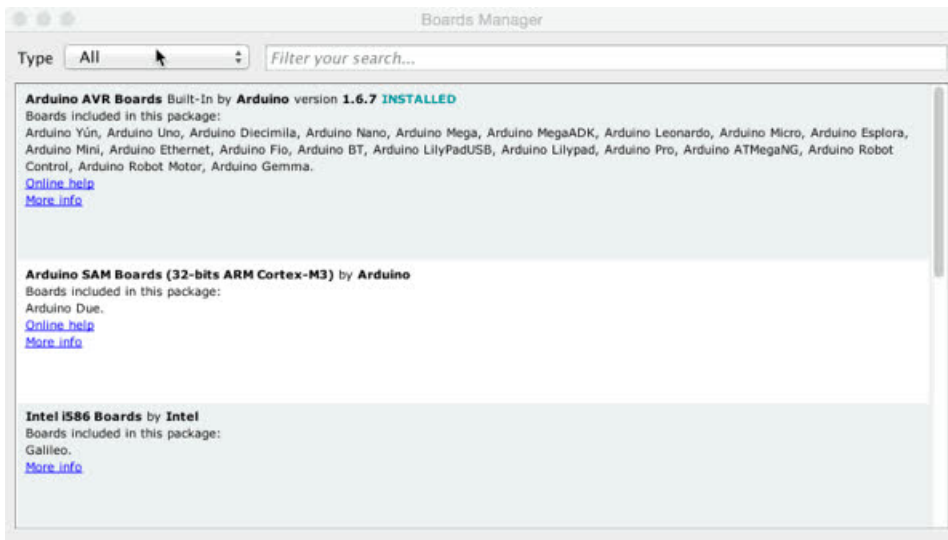 Boards Manager
Type All Filter your search...
Arduino AVR Boards Built-In by Arduino version 1.6.7 INSTALLED
Boards included in this package:
Arduino Yún, Arduino Uno, Arduino Diecimila, Arduino Nano, Arduino Mega, Arduino MegaADK, Arduino Leonardo, Arduino Micro, Arduino Esplora,
Arduino Mini, Arduino Ethernet, Arduino Fio, Arduino BT, Arduino LilyPadUSB, Arduino Lilypad, Arduino Pro, Arduino ATMegaNG, Arduino Robot
Control, Arduino Robot Motor, Arduino Gemma.
Online help
More info
Arduino SAM Boards (32-bits ARM Cortex-M3) by Arduino
Boards included in this package:
Arduino Due.
Online help
More info
Intel i586 Boards by Intel
Boards included in this package:
Galileo.
More info